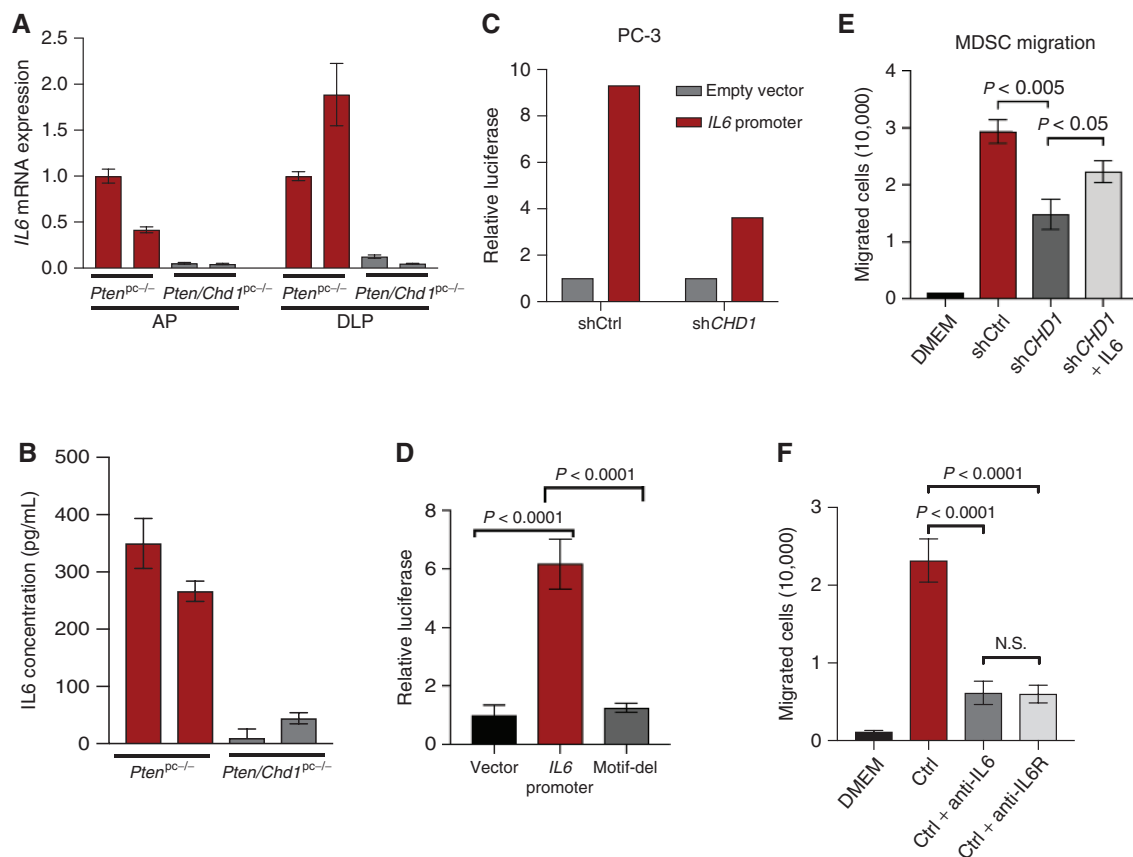 A
IL6 mRNA expression
2.5
2.0
1.5
1.0
0.5
0.0
Pten^pc−/−
Pten/Chd1^pc−/−
Pten^pc−/−
Pten/Chd1^pc−/−
AP
DLP
B
IL6 concentration (pg/mL)
500
400
350
300
200
100
50
0
Pten^pc−/−
Pten/Chd1^pc−/−
C
PC-3
Relative luciferase
10
8
6
4
2
0
Empty vector
IL6 promoter
shCtrl
shCHD1
D
Relative luciferase
8
6
4
2
0
P < 0.0001
P < 0.0001
Vector
IL6
promoter
Motif-del
E
MDSC migration
Migrated cells (10,000)
4
3
2
1
0
P < 0.005
P < 0.05
DMEM
shCtrl
shCHD1
shCHD1
+ IL6
F
Migrated cells (10,000)
3
2
1
0
P < 0.0001
P < 0.0001
N.S.
DMEM
Ctrl
Ctrl + anti-IL6
Ctrl + anti-IL6R